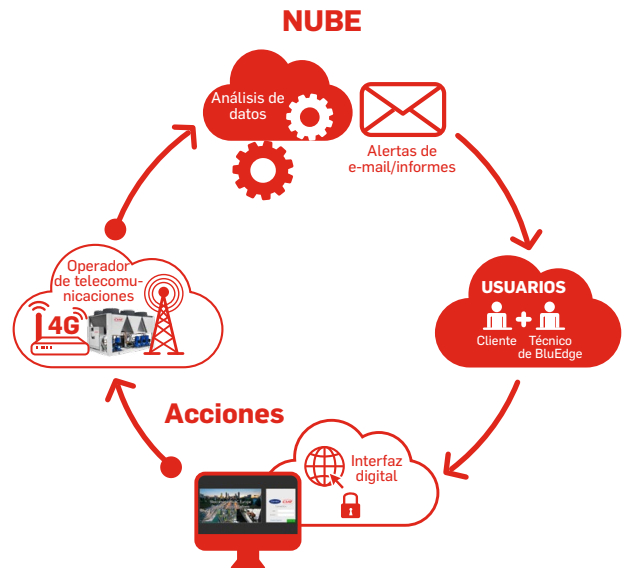 NUBE
Análisis de
datos
Alertas de
e-mail/informes
Operador
de telecomu-
nicaciones
4G
USUARIOS
Cliente
Técnico
de BluEdge
Acciones
Interfaz
digital